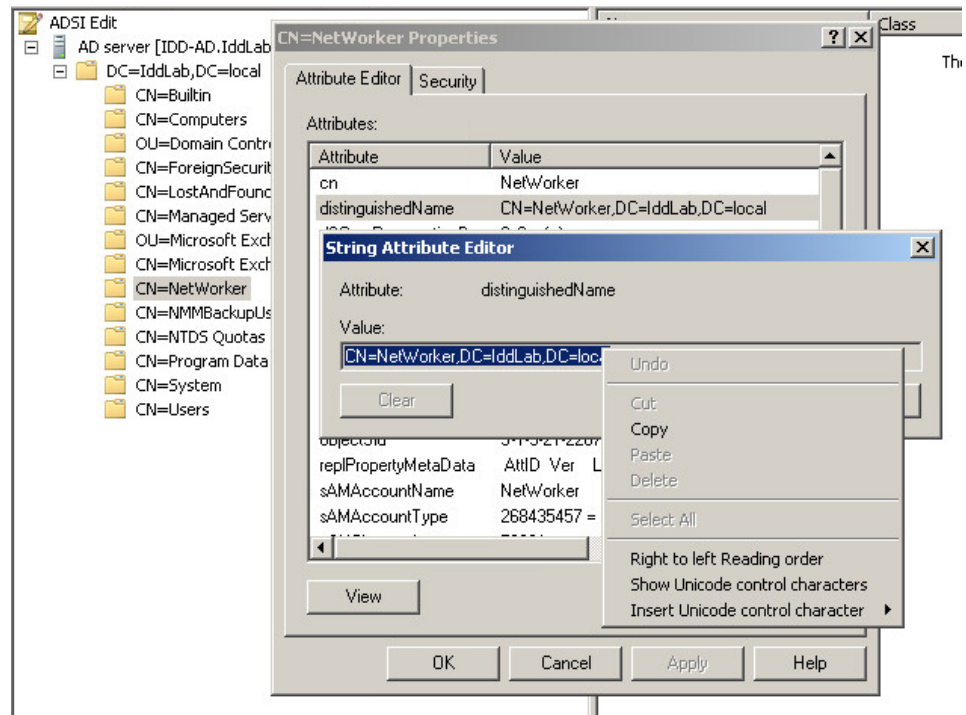 ADSI Edit
AD server [IDD-AD.IddLab
DC=IddLab,DC=local
CN=Builtin
CN=Computers
OU=Domain Contr
CN=ForeignSecurit
CN=LostAndFound
CN=Managed Serv
OU=Microsoft Exch
CN=Microsoft Exch
CN=NetWorker
CN=NMMBackupUs
CN=NTDS Quotas
CN=Program Data
CN=System
CN=Users
Class
The
CN=NetWorker Properties
Attribute Editor Security
Attributes:
Attribute Value
cn NetWorker
distinguishedName CN=NetWorker,DC=IddLab,DC=local
String Attribute Editor
Attribute: distinguishedName
Value:
CN=NetWorker,DC=IddLab,DC=loca
Clear
Undo
Cut
Copy
Paste
Delete
Select All
Right to left Reading order
Show Unicode control characters
Insert Unicode control character
objectSid
replPropertyMetaData AttID Ver L
sAMAccountName NetWorker
sAMAccountType 268435457 =
View
OK Cancel Apply Help